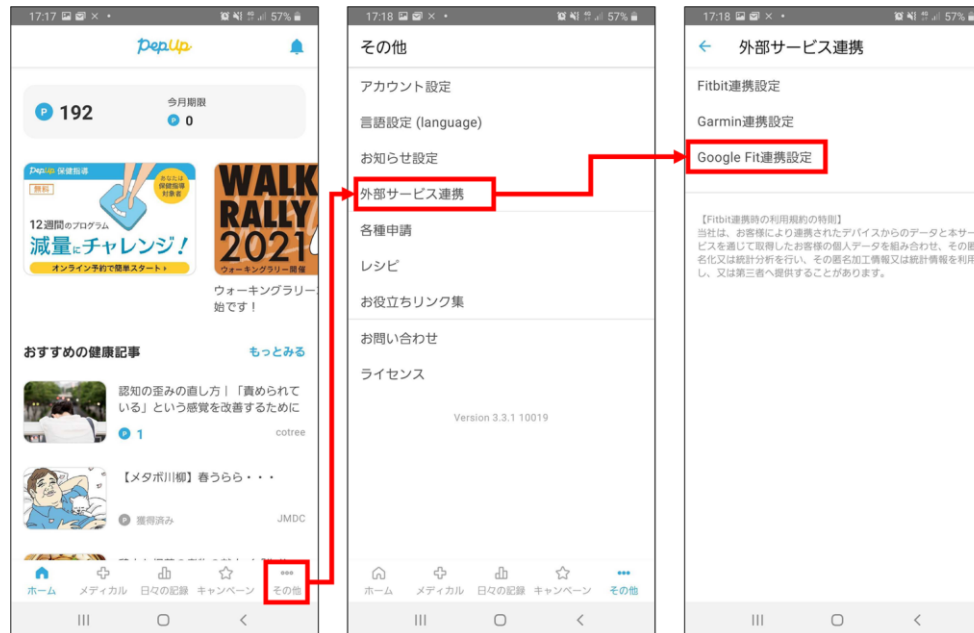 17:17 57%
PepUp
P 192
今月期限
P 0
PepUp 保健指導
無料
あなたは
保健指導
対象者
12週間のプログラム
減量にチャレンジ!
オンライン予約で簡単スタート
WALK
RALLY
2021
ウォーキングラリー開催
ウォーキングラリー
始です!
おすすめの健康記事 もっとみる
認知の歪みの直し方|「責められて
いる」という感覚を改善するために
P 1 cotree
【メタボ川柳】春うらら・・・
P 獲得済み JMDC
ホーム メディカル 日々の記録 キャンペーン その他
17:18 57%
その他
アカウント設定
言語設定 (language)
お知らせ設定
外部サービス連携
各種申請
レシピ
お役立ちリンク集
お問い合わせ
ライセンス
Version 3.3.1 10019
ホーム メディカル 日々の記録 キャンペーン その他
17:18 57%
外部サービス連携
Fitbit連携設定
Garmin連携設定
Google Fit連携設定
【Fitbit連携時の利用規約の特則】
当社は、お客様により連携されたデバイスからのデータと本サー
ビスを通じて取得したお客様の個人データを組み合わせ、その匿
名化又は統計分析を行い、その匿名加工情報又は統計情報を利用
し、又は第三者へ提供することがあります。